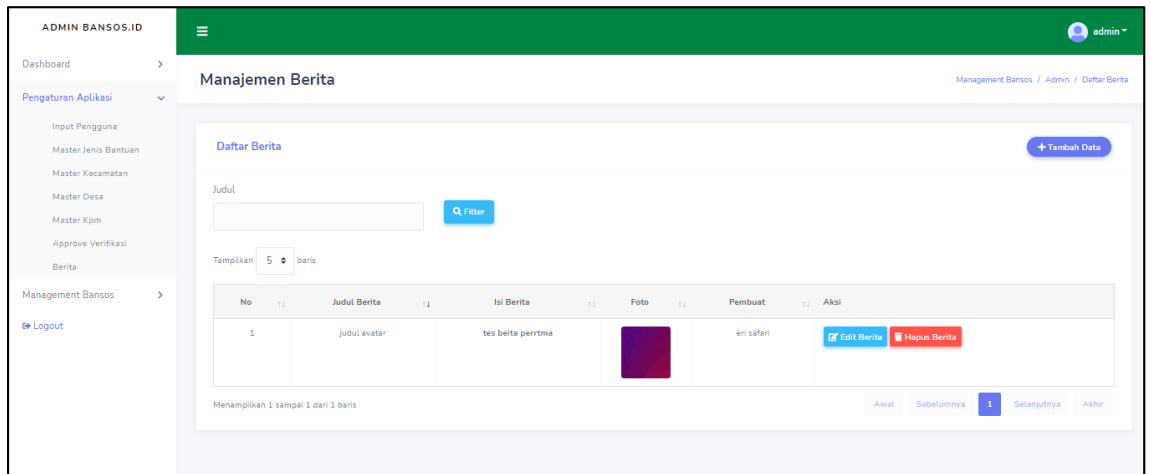 ADMIN BANSOS.ID
admin
Dashboard
Pengaturan Aplikasi
Input Pengguna
Master Jenis Bantuan
Master Kecamatan
Master Desa
Master Kpm
Approve Verifikasi
Berita
Management Bansos
Logout
Manajemen Berita
Management Bansos / Admin / Daftar Berita
Daftar Berita
+ Tambah Data
Judul
Filter
Tampilkan 5 baris
No Judul Berita Isi Berita Foto Pembuat Aksi
1 judul avatar tes beita perrtma eri safari Edit Berita Hapus Berita
Menampilkan 1 sampai 1 dari 1 baris
Awal Sebelumnya 1 Selanjutnya Akhir